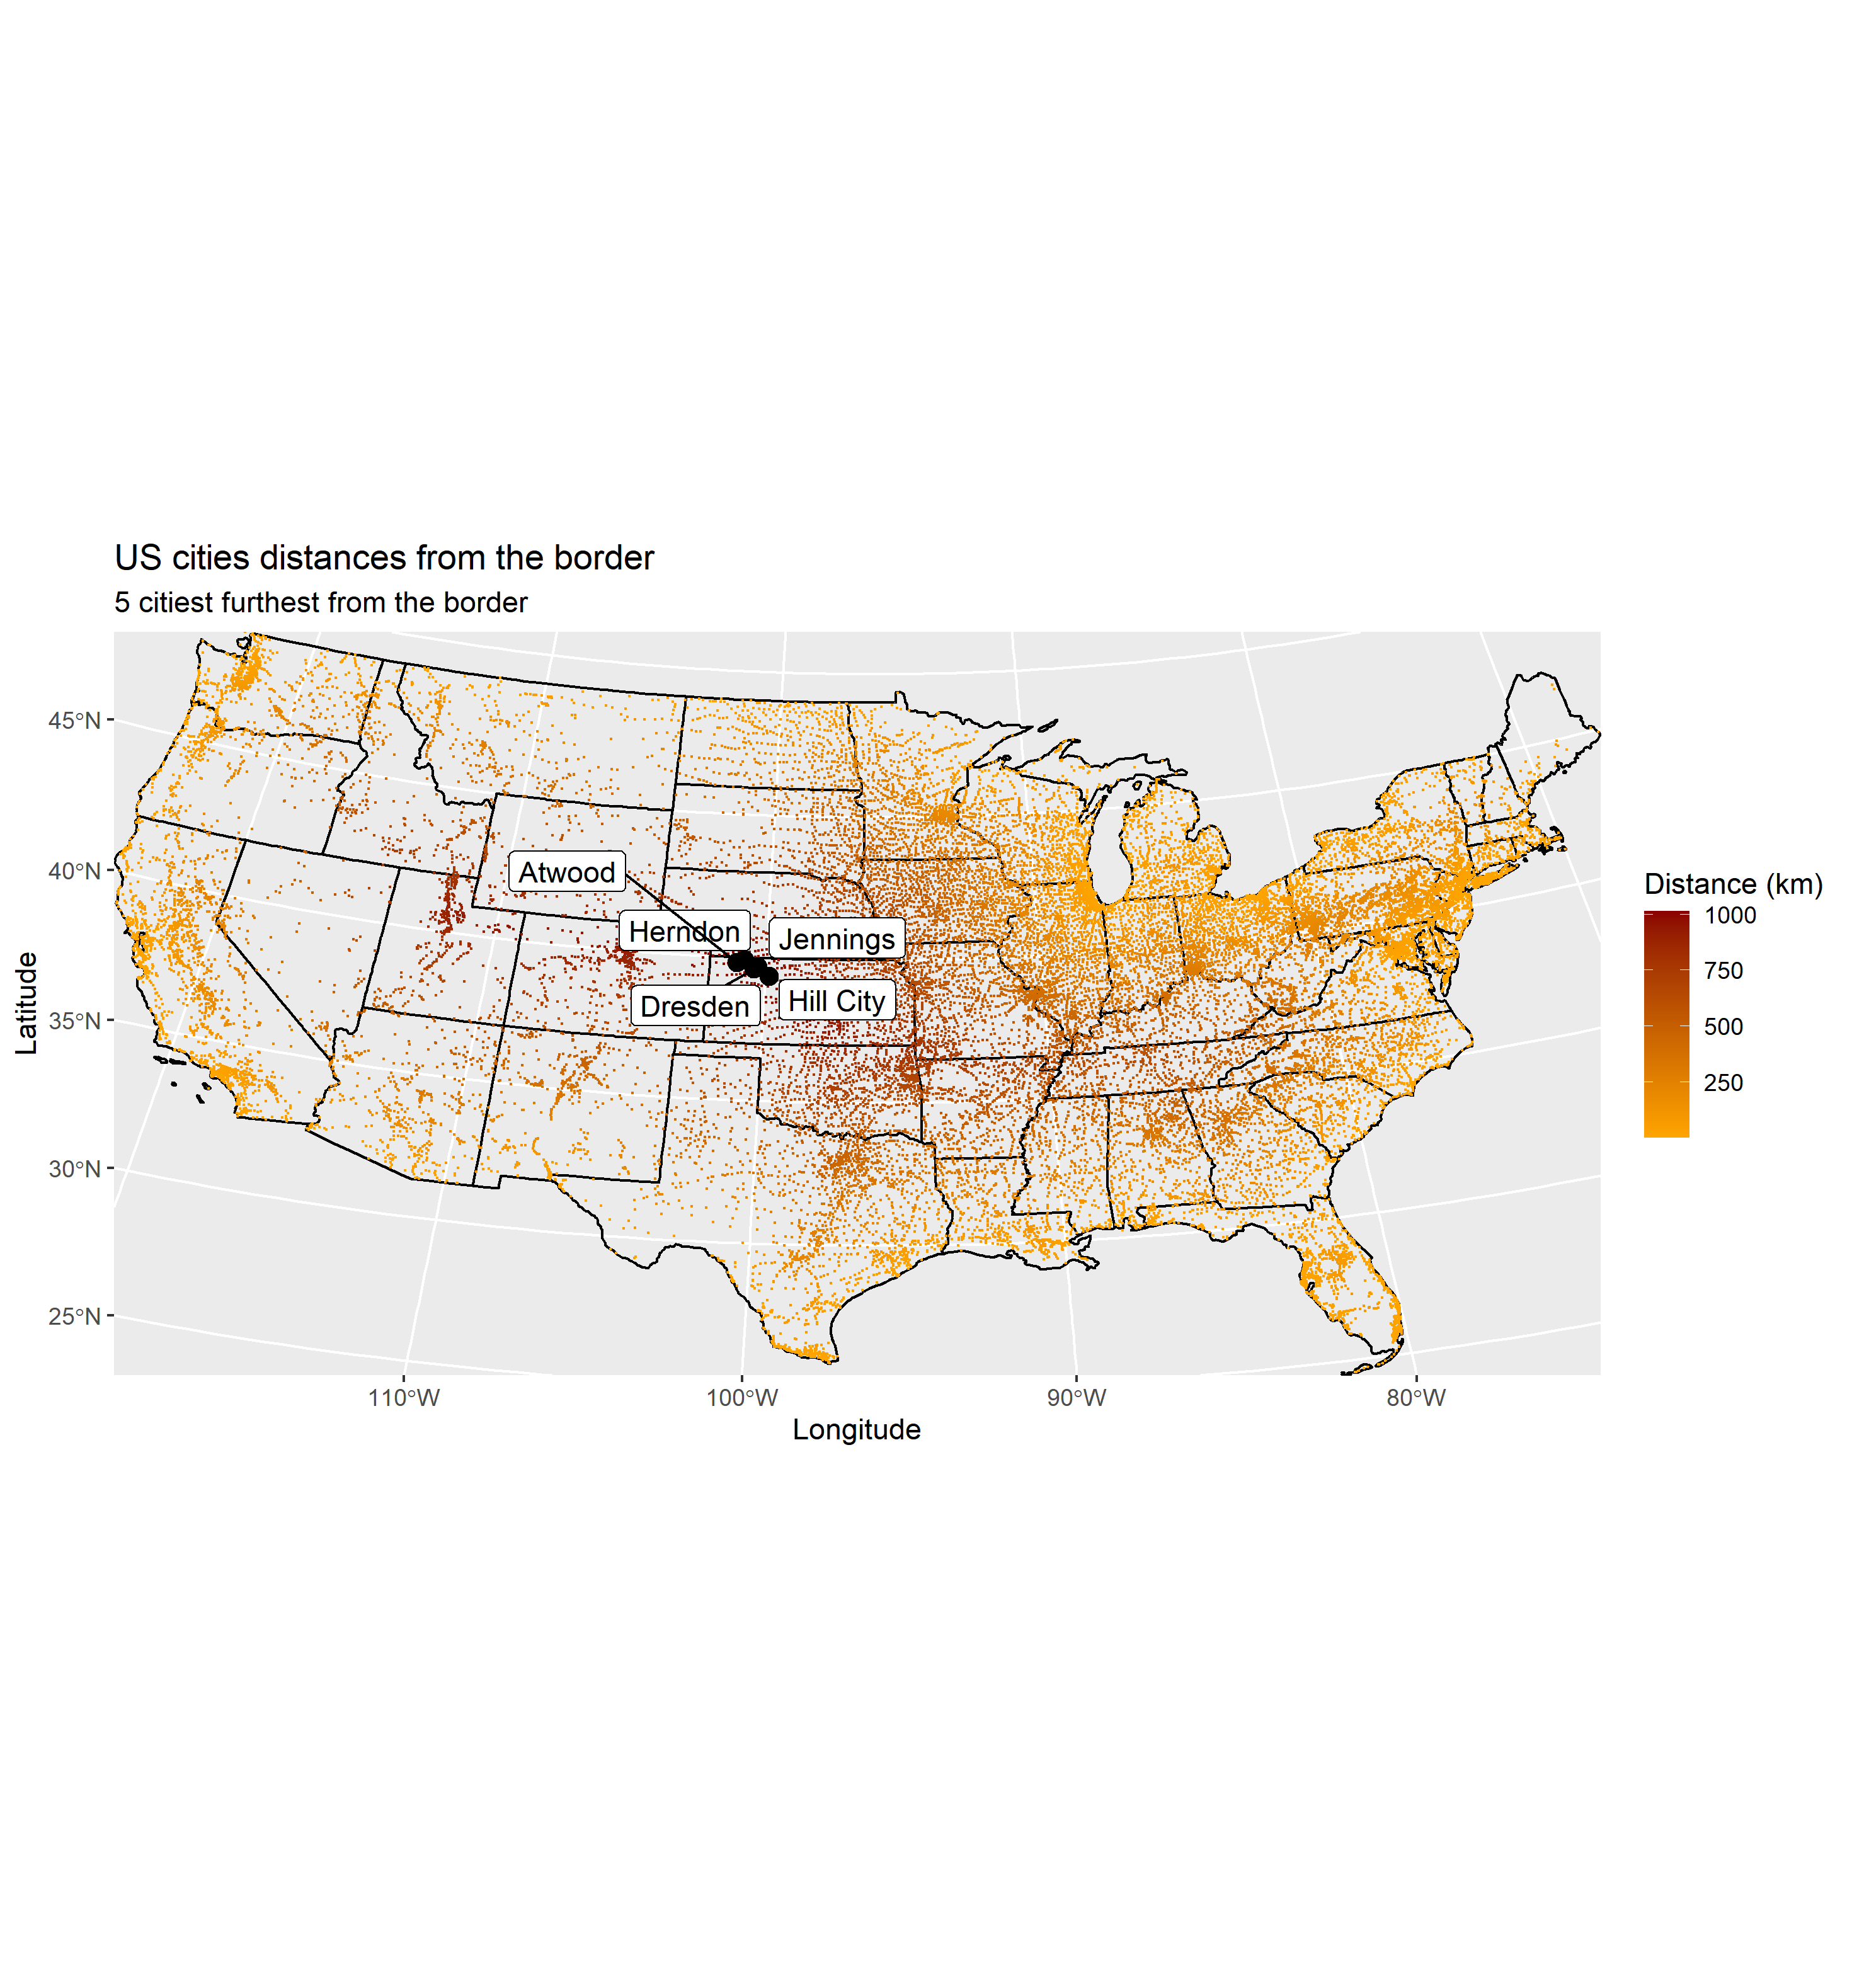 US cities distances from the border
5 citiest furthest from the border
45°N
40°N
35°N
30°N
25°N
Latitude
Atwood
Herndon
Jennings
Dresden
Hill City
110°W
100°W
90°W
80°W
Longitude
Distance (km)
1000
750
500
250